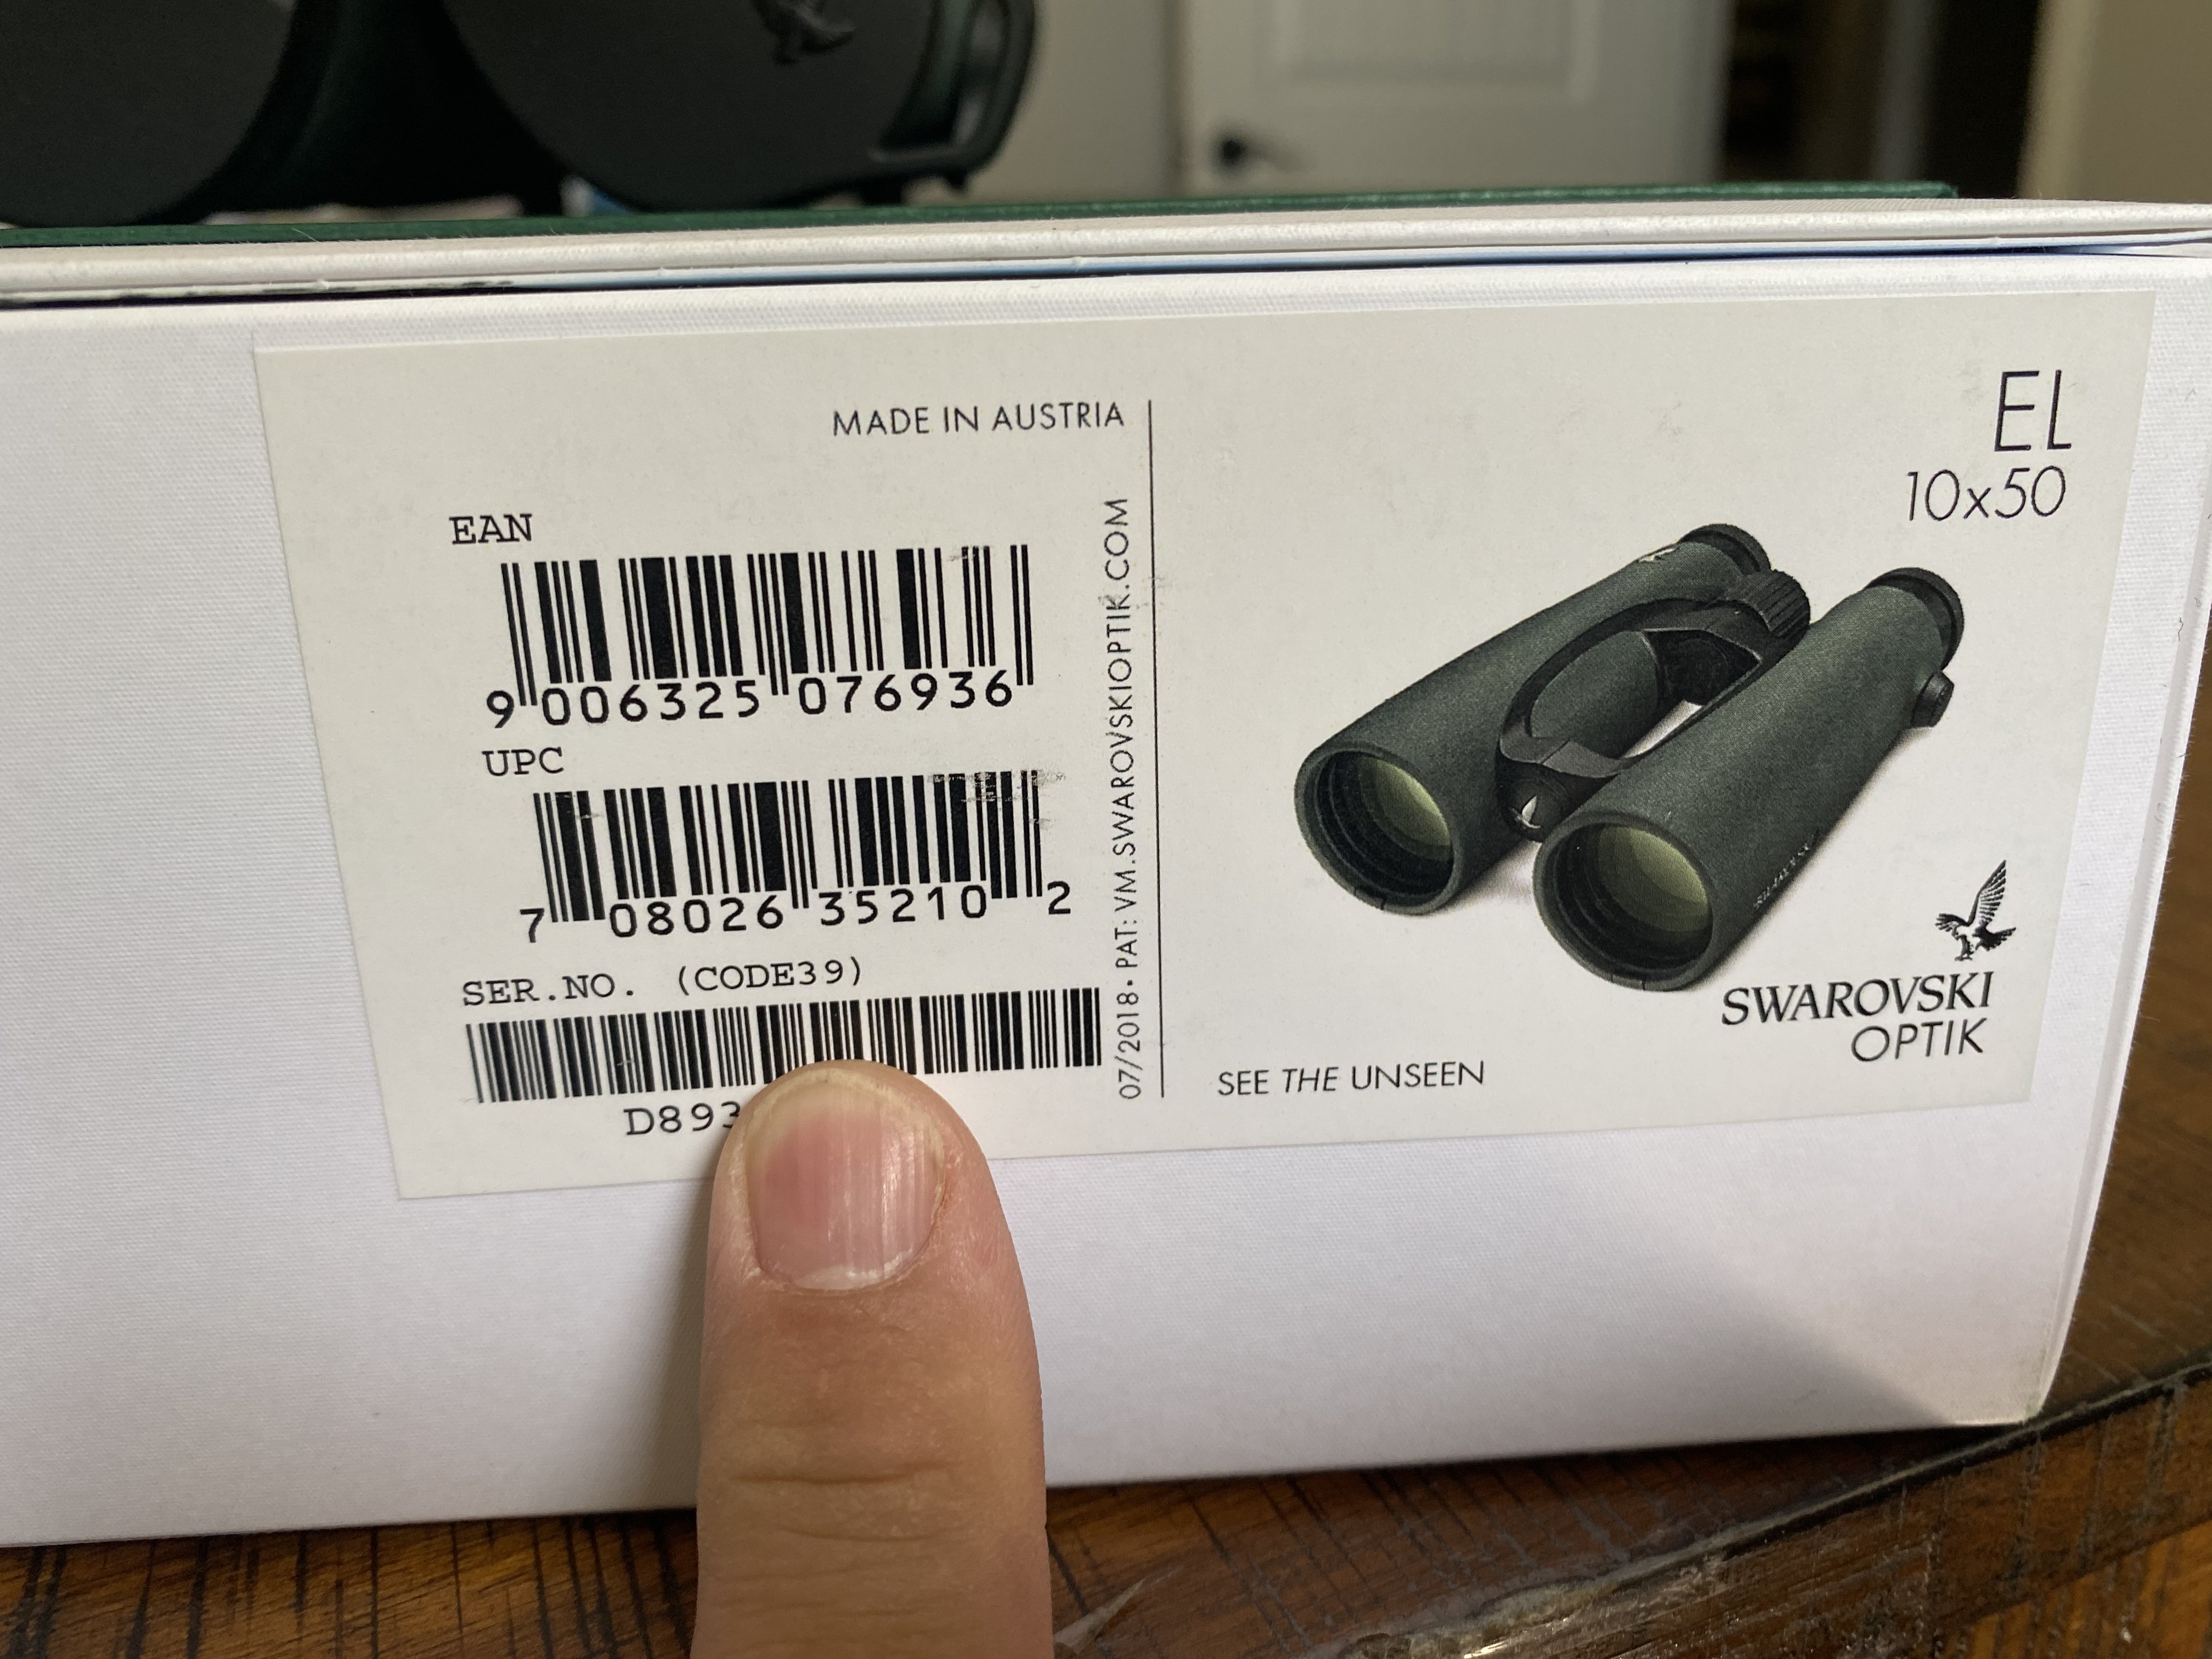 MADE IN AUSTRIA
EAN
9 006325 076936
UPC
7 08026 35210 2
SER.NO. (CODE39)
D893
07/2018• PAT: VM.SWAROVSKIOPTIK.COM
EL
10x50
SWAROVSKI
OPTIK
SEE THE UNSEEN